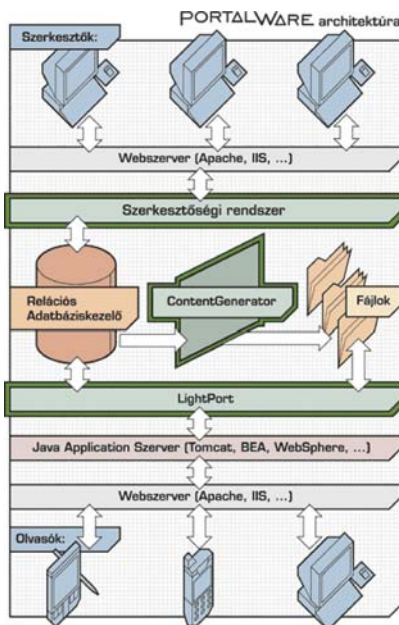 PORTALWARE architektúra
Szerkesztők:
Webszerver (Apache, IIS, ...)
Szerkesztőségi rendszer
Relációs
Adatbáziskezelő
ContentGenerator
Fájlok
LightPort
Java Application Szerver (Tomcat, BEA, WebSphere, ...)
Webszerver (Apache, IIS, ...)
Olvasók: